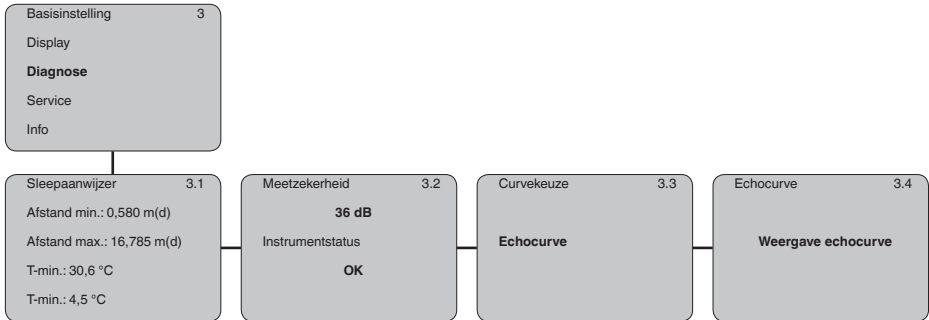 Basisinstelling 3
Display
Diagnose
Service
Info
Sleepaanwijzer 3.1
Afstand min.: 0,580 m(d)
Afstand max.: 16,785 m(d)
T-min.: 30,6 °C
T-min.: 4,5 °C
Meetzekerheid 3.2
36 dB
Instrumentstatus
OK
Curvekeuze 3.3
Echocurve
Echocurve 3.4
Weergave echocurve